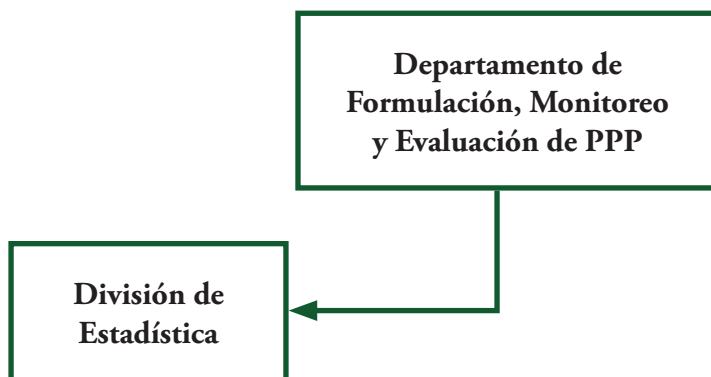 Departamento de
Formulación, Monitoreo
y Evaluación de PPP
División de
Estadística